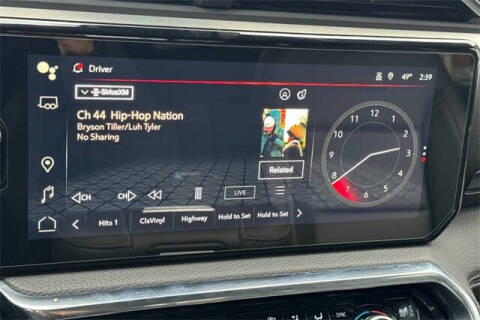 Driver
49° 2:39
SiriusXM
Ch 44 Hip-Hop Nation
Bryson Tiller/Luh Tyler
No Sharing
Related
12
11 1
10 2
9 3
8 4
7 5
6
CH CH LIVE
Hits 1 ClsVinyl Highway Hold to Set Hold to Set
SYNC